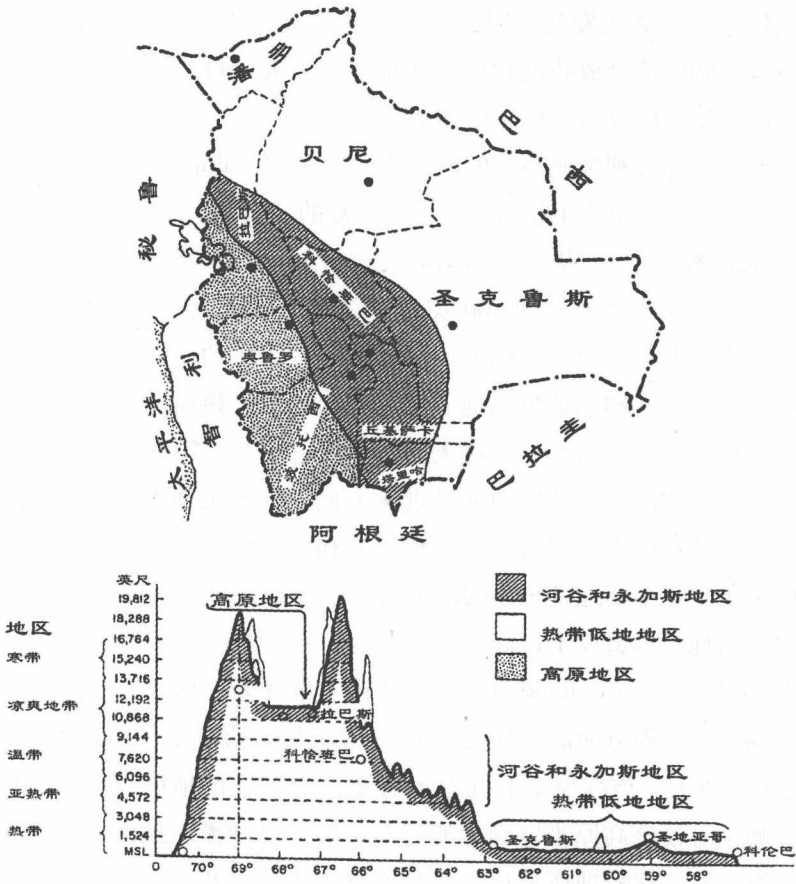 潘多
贝尼
巴西
秘鲁
拉巴斯
科恰班巴
圣克鲁斯
奥鲁罗
智利
太平洋
波托西
丘基萨卡
塔里哈
巴拉圭
阿根廷
英尺
19,812
18,288
16,764
15,240
13,716
12,192
10,668
9,144
7,620
6,096
4,572
3,048
1,524
MSL
地区
寒带
凉爽地带
温带
亚热带
热带
高原地区
拉巴斯
科恰班巴
河谷和永加斯地区
热带低地地区
高原地区
河谷和永加斯地区
热带低地地区
圣克鲁斯
圣地亚哥
科伦巴
0 70° 69° 68° 67° 66° 65° 64° 63° 62° 61° 60° 59° 58°